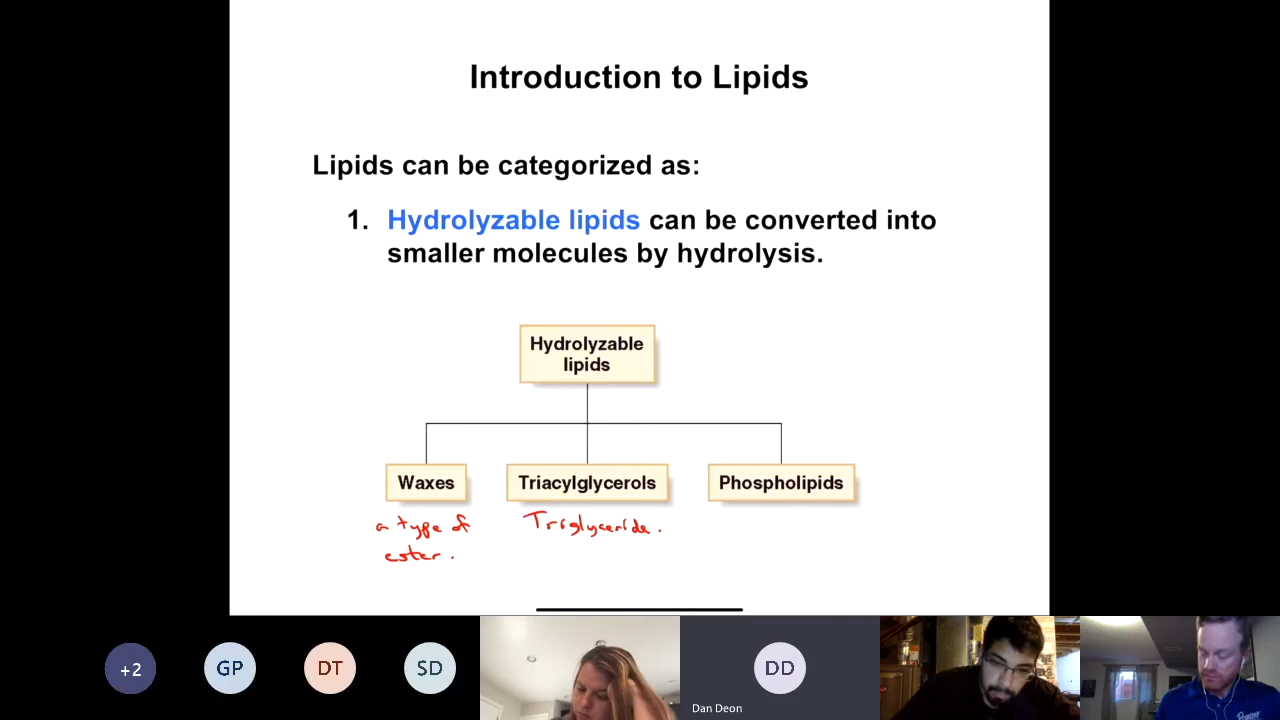 Introduction to Lipids
Lipids can be categorized as:
1. Hydrolyzable lipids can be converted into
smaller molecules by hydrolysis.
Hydrolyzable
lipids
Waxes
Triacylglycerols
Phospholipids
a type of
ester.
Triglyceride.
+2
GP
DT
SD
DD
Dan Deon